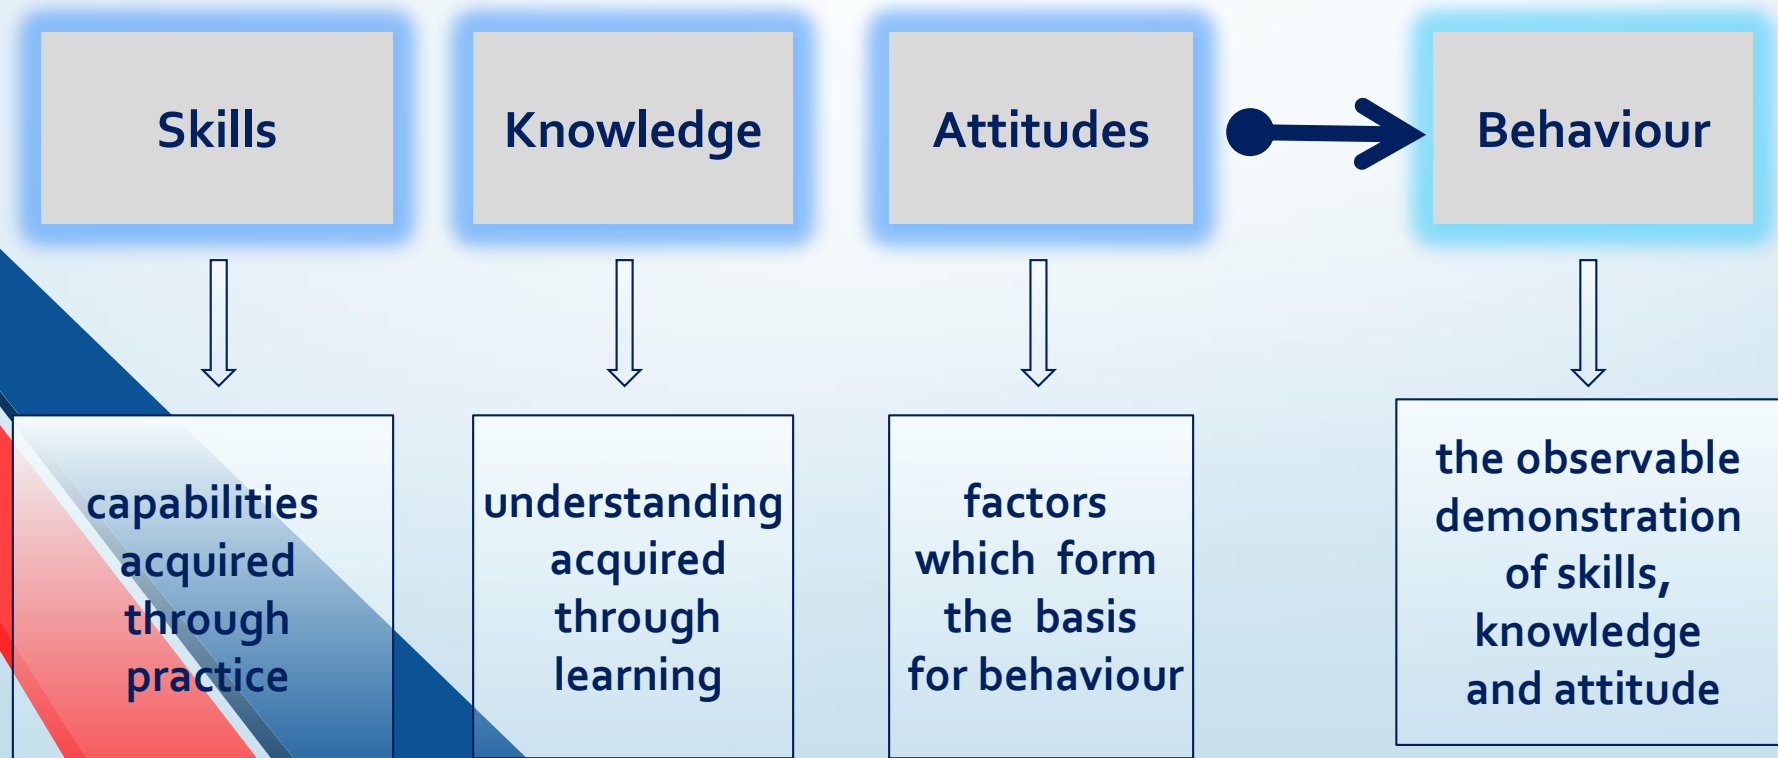 Skills
Knowledge
Attitudes
Behaviour
capabilities
acquired
through
practice
understanding
acquired
through
learning
factors
which form
the basis
for behaviour
the observable
demonstration
of skills,
knowledge
and attitude